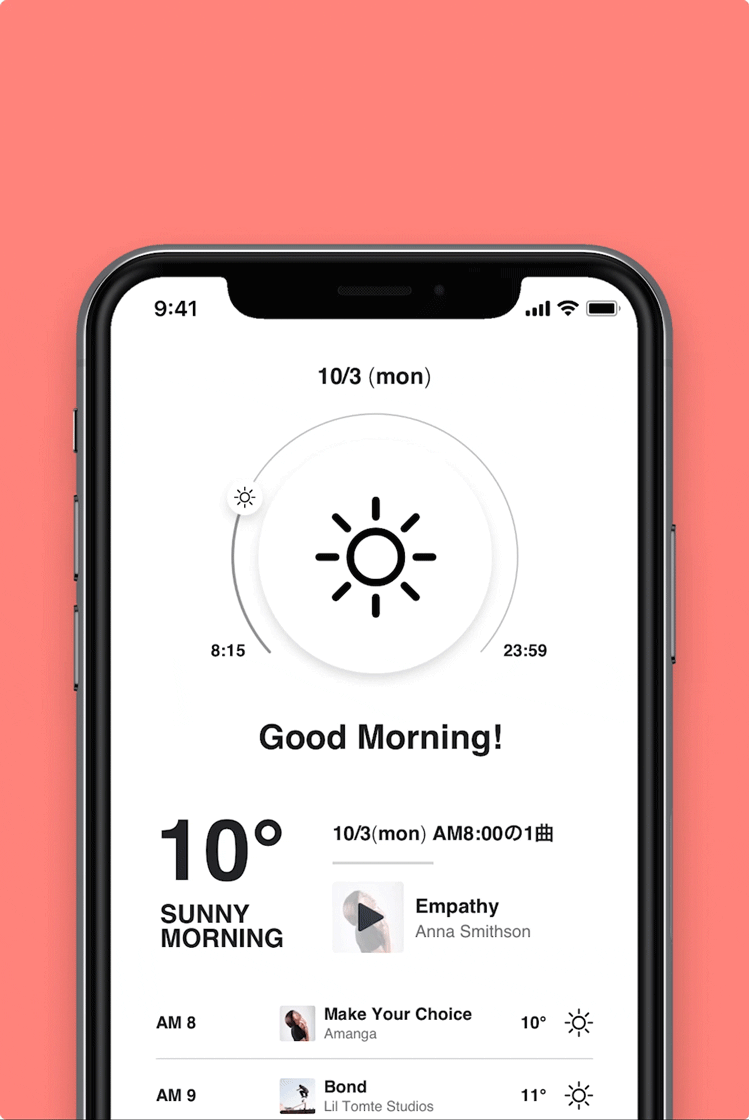 9:41
10/3 (mon)
8:15
23:59
Good Morning!
10°
SUNNY
MORNING
10/3(mon) AM8:00の1曲
Empathy
Anna Smithson
AM 8
Make Your Choice
Amanga
10°
AM 9
Bond
Lil Tomte Studios
11°